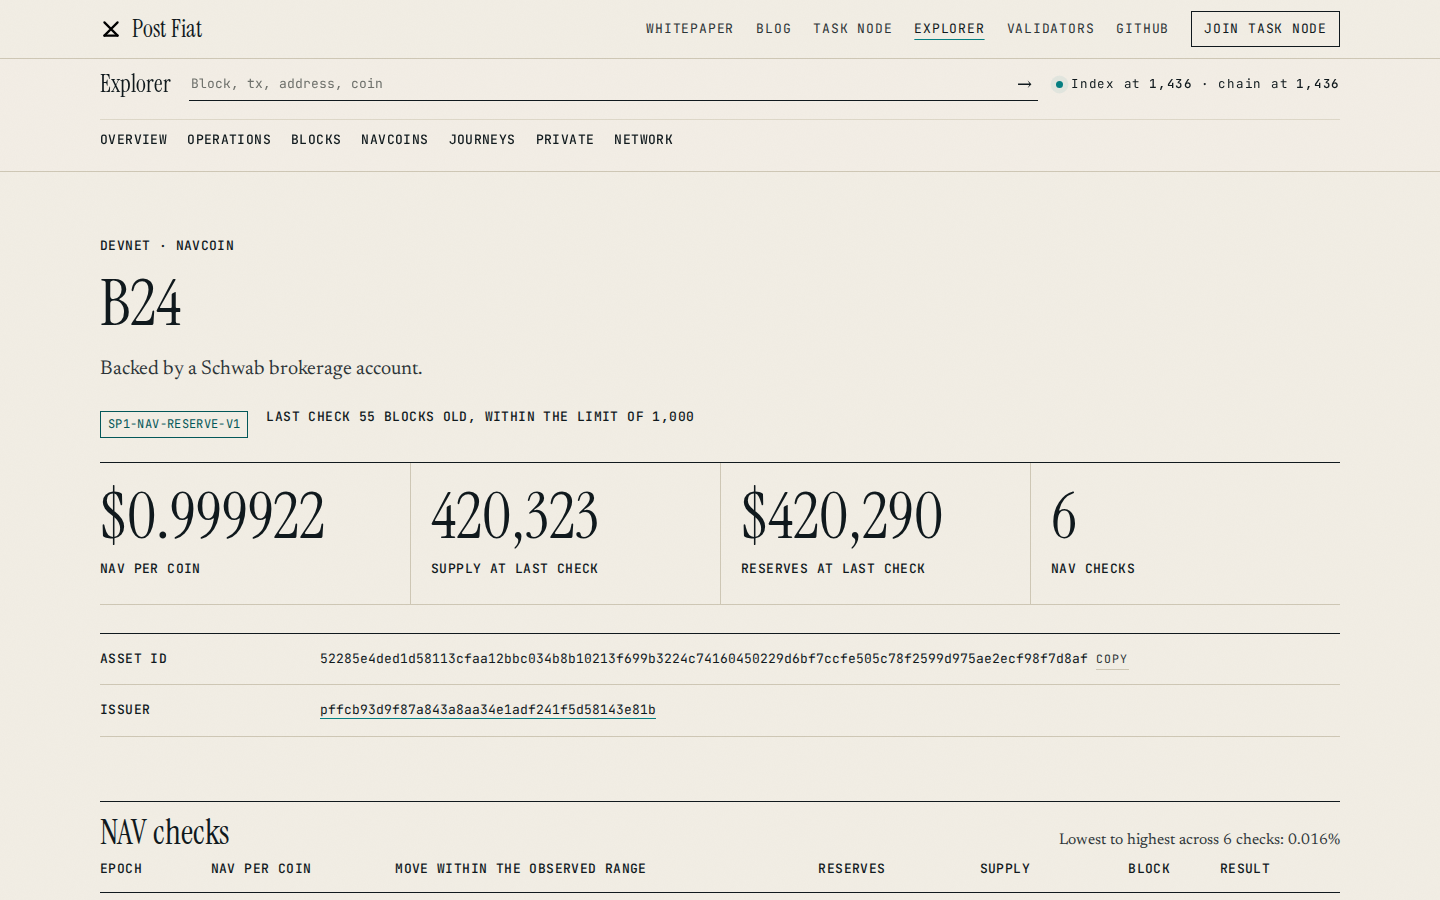 Post Fiat
WHITEPAPER BLOG TASK NODE EXPLORER VALIDATORS GITHUB JOIN TASK NODE
Explorer Block, tx, address, coin → Index at 1,436 · chain at 1,436
OVERVIEW OPERATIONS BLOCKS NAVCOINS JOURNEYS PRIVATE NETWORK
DEVNET · NAVCOIN
B24
Backed by a Schwab brokerage account.
SP1-NAV-RESERVE-V1 LAST CHECK 55 BLOCKS OLD, WITHIN THE LIMIT OF 1,000
$0.999922 420,323 $420,290 6
NAV PER COIN SUPPLY AT LAST CHECK RESERVES AT LAST CHECK NAV CHECKS
ASSET ID 52285e4ded1d58113cfaa12bbc034b8b10213f699b3224c74160450229d6bf7ccfe505c78f2599d975ae2ecf98f7d8af COPY
ISSUER pffcb93d9f87a843a8aa34e1adf241f5d58143e81b
NAV checks Lowest to highest across 6 checks: 0.016%
EPOCH NAV PER COIN MOVE WITHIN THE OBSERVED RANGE RESERVES SUPPLY BLOCK RESULT